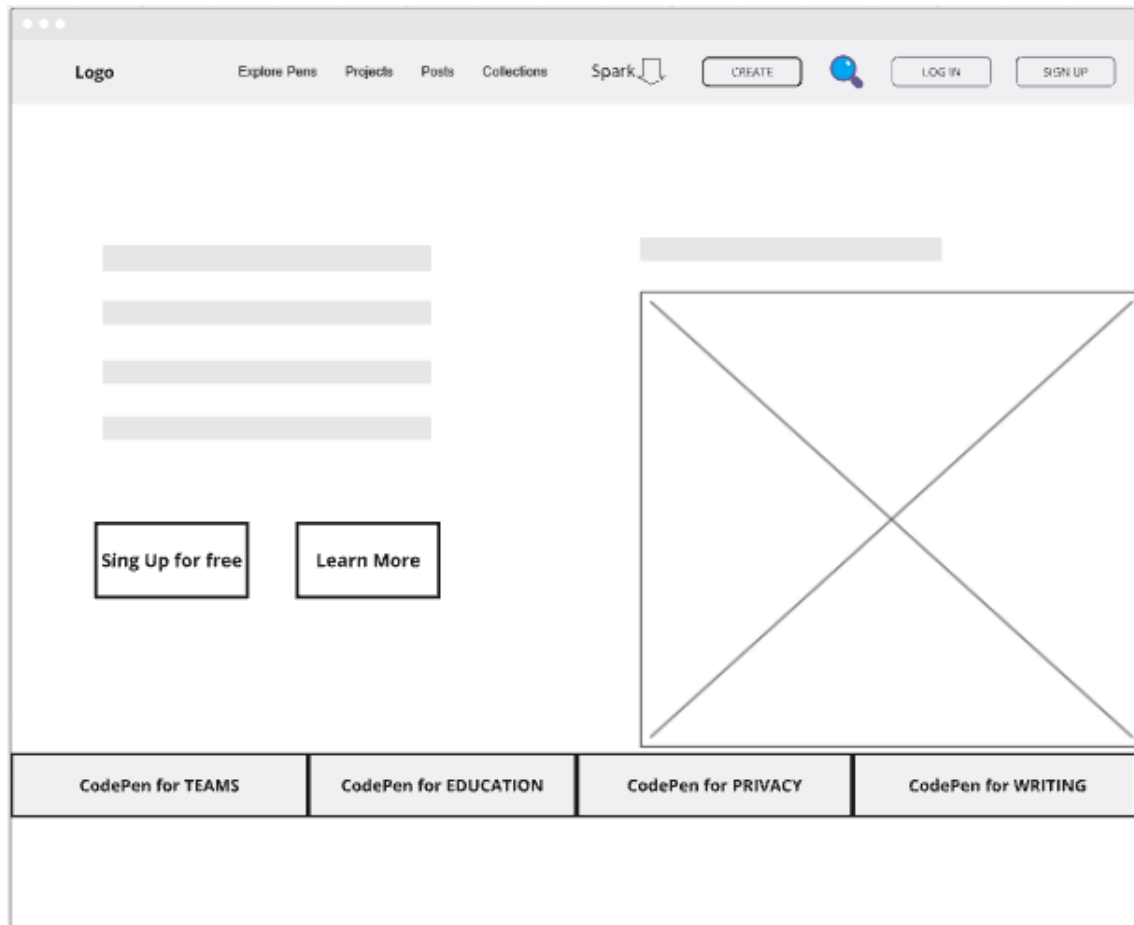 Logo Explore Pens Projects Posts Collections Spark CREATE LOG IN SIGN UP
Sing Up for free Learn More
CodePen for TEAMS CodePen for EDUCATION CodePen for PRIVACY CodePen for WRITING